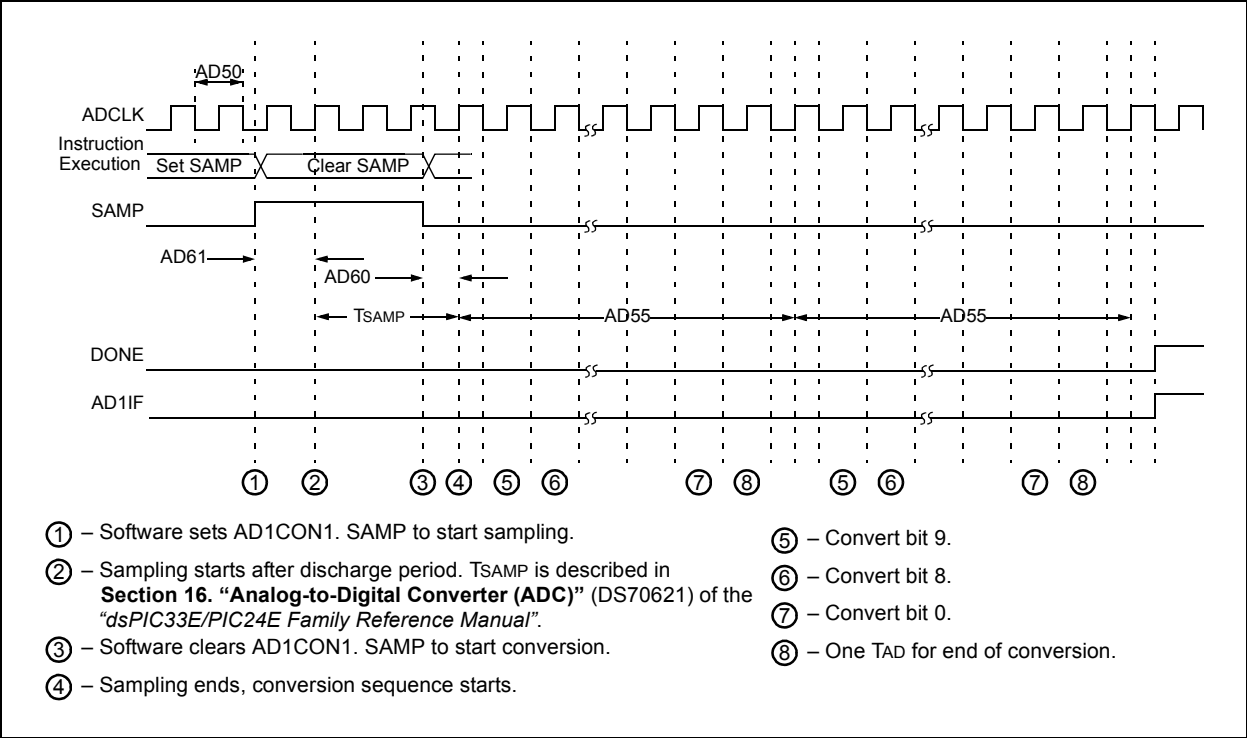 AD50
ADCLK
Instruction
Execution
Set SAMP
Clear SAMP
SAMP
AD61
AD60
TSAMP
AD55
AD55
DONE
AD1IF
1 2 3 4 5 6 7 8 5 6 7 8
1 – Software sets AD1CON1. SAMP to start sampling.
2 – Sampling starts after discharge period. TSAMP is described in
Section 16. “Analog-to-Digital Converter (ADC)” (DS70621) of the
“dsPIC33E/PIC24E Family Reference Manual”.
3 – Software clears AD1CON1. SAMP to start conversion.
4 – Sampling ends, conversion sequence starts.
5 – Convert bit 9.
6 – Convert bit 8.
7 – Convert bit 0.
8 – One TAD for end of conversion.